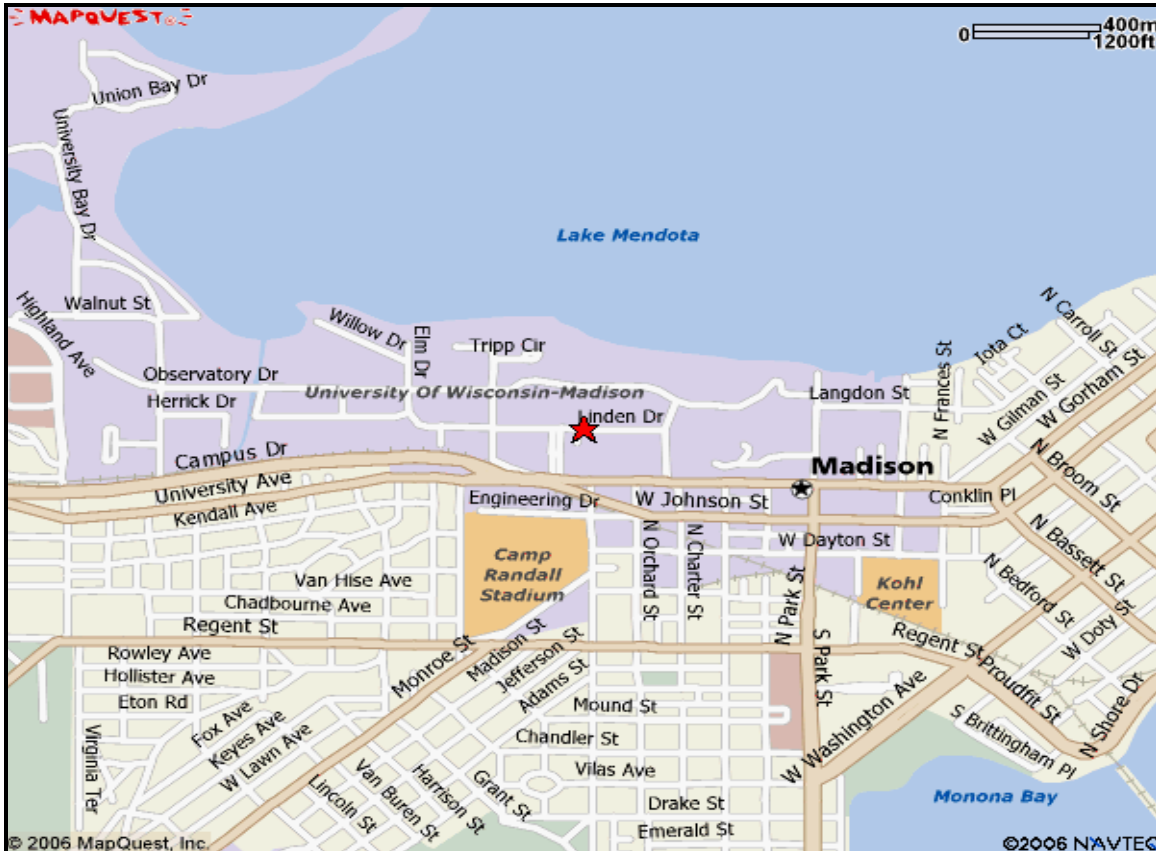 MAPQUEST
400m
0
1200ft
Union Bay Dr
University Bay Dr
Lake Mendota
Walnut St
Highland Ave
Willow Dr
Elm Dr
Tripp Cir
N Carroll St
Iota Ct
N Frances St
Observatory Dr
University Of Wisconsin-Madison
Langdon St
W Gilman St
W Gorham St
Herrick Dr
Linden Dr
Campus Dr
Madison
N Broom St
University Ave
Engineering Dr
W Johnson St
Conklin Pl
Kendall Ave
N Orchard St
N Charter St
W Dayton St
N Bassett St
Camp
Randall
Stadium
Van Hise Ave
Kohl
Center
N Bedford St
Chadbourne Ave
N Park St
W Doty St
Regent St
Regent St
Rowley Ave
Monroe St
Madison St
Jefferson St
Adams St
S Park St
Proudfit St
Hollister Ave
Eton Rd
Fox Ave
Keyes Ave
W Lawn Ave
Mound St
W Washington Ave
S Brittingham Pl
N Shore Dr
Virginia Ter
Chandler St
Vilas Ave
Lincoln St
Van Buren St
Harrison St
Grant St
Drake St
Monona Bay
Emerald St
© 2006 MapQuest, Inc.
©2006 NAVTEQ